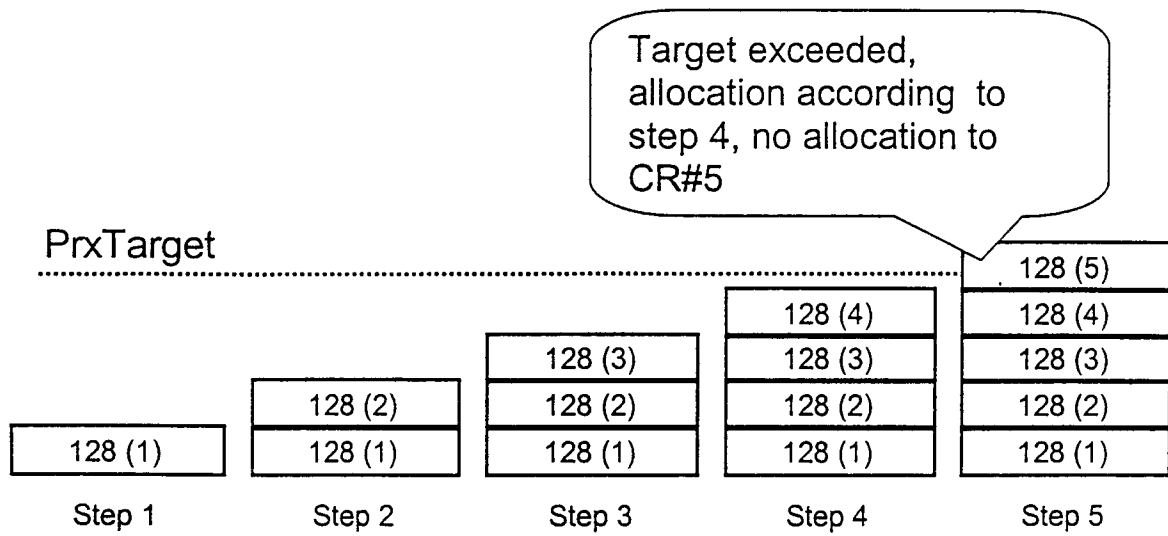 Target exceeded,
allocation according to
step 4, no allocation to
CR#5
PrxTarget
128 (5)
128 (4) 128 (4)
128 (3) 128 (3) 128 (3)
128 (2) 128 (2) 128 (2) 128 (2)
128 (1) 128 (1) 128 (1) 128 (1) 128 (1)
Step 1 Step 2 Step 3 Step 4 Step 5